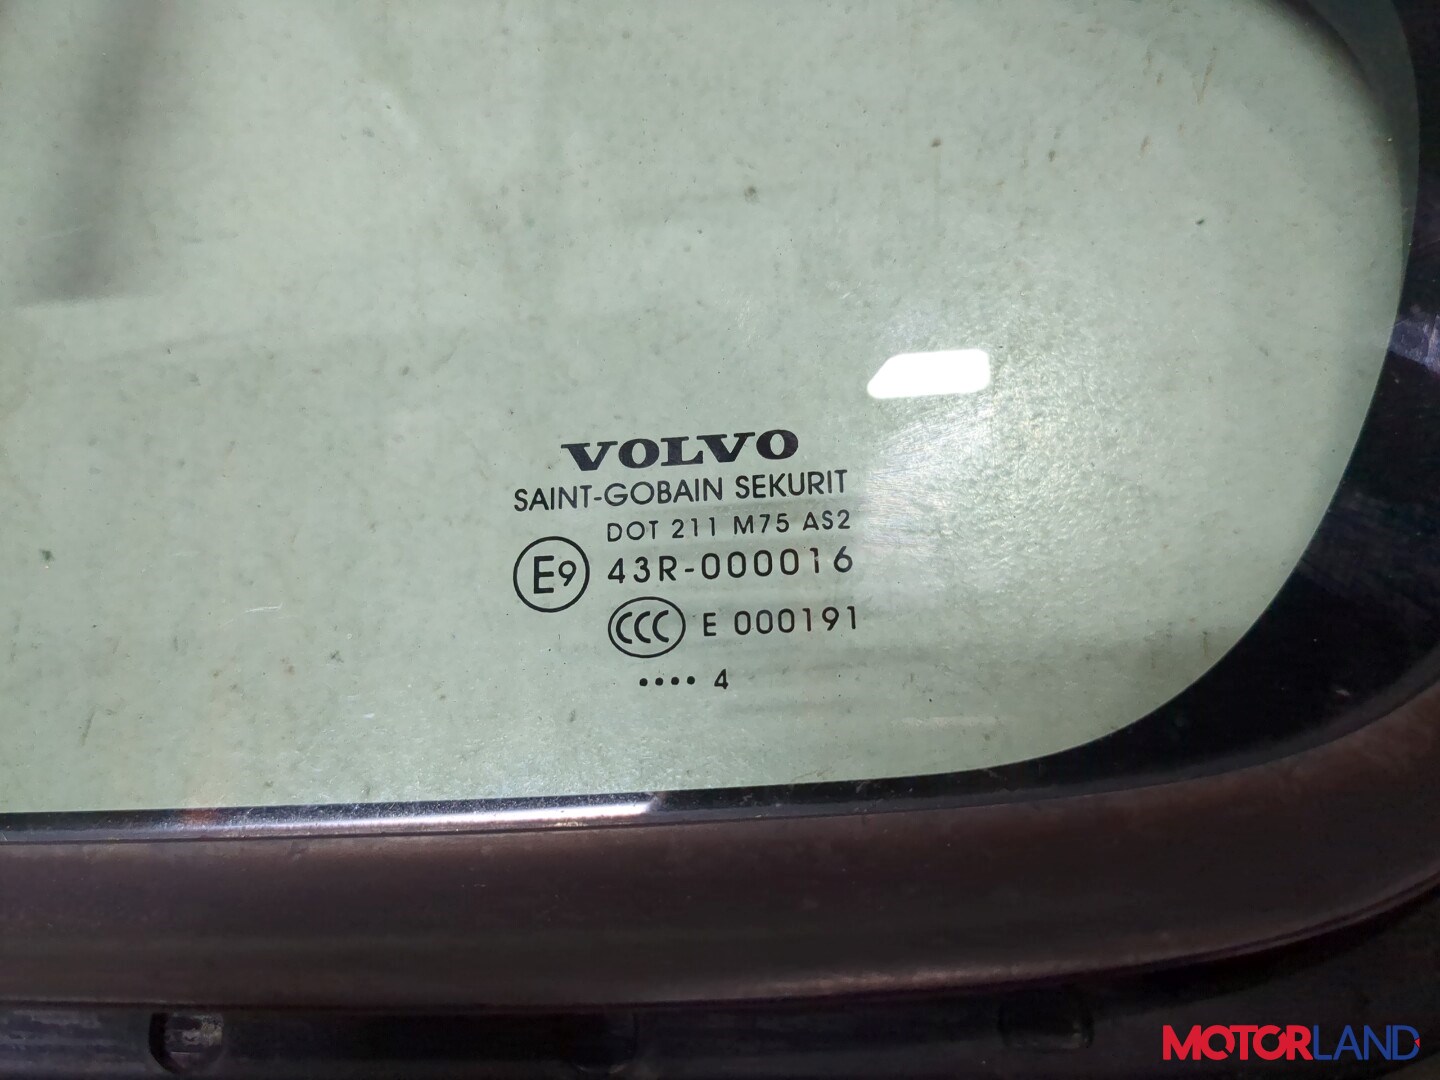 VOLVO
SAINT-GOBAIN SEKURIT
DOT 211 M75 AS2
E9 43R-000016
CCC E 000191
•••• 4
MOTORLAND